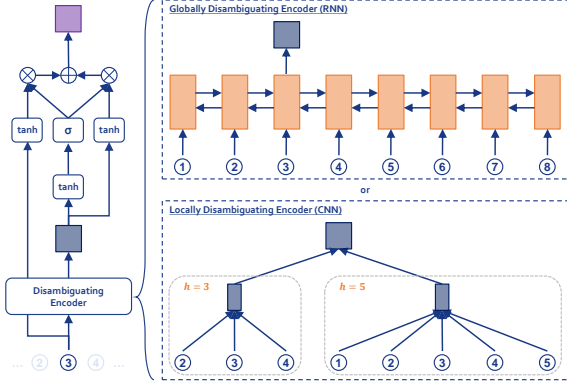 Globally Disambiguating Encoder (RNN)
tanh
σ
tanh
tanh
1 2 3 4 5 6 7 8
or
Locally Disambiguating Encoder (CNN)
h = 3
h = 5
Disambiguating
Encoder
2 3 4
1 2 3 4 5
... 2 3 4 ...